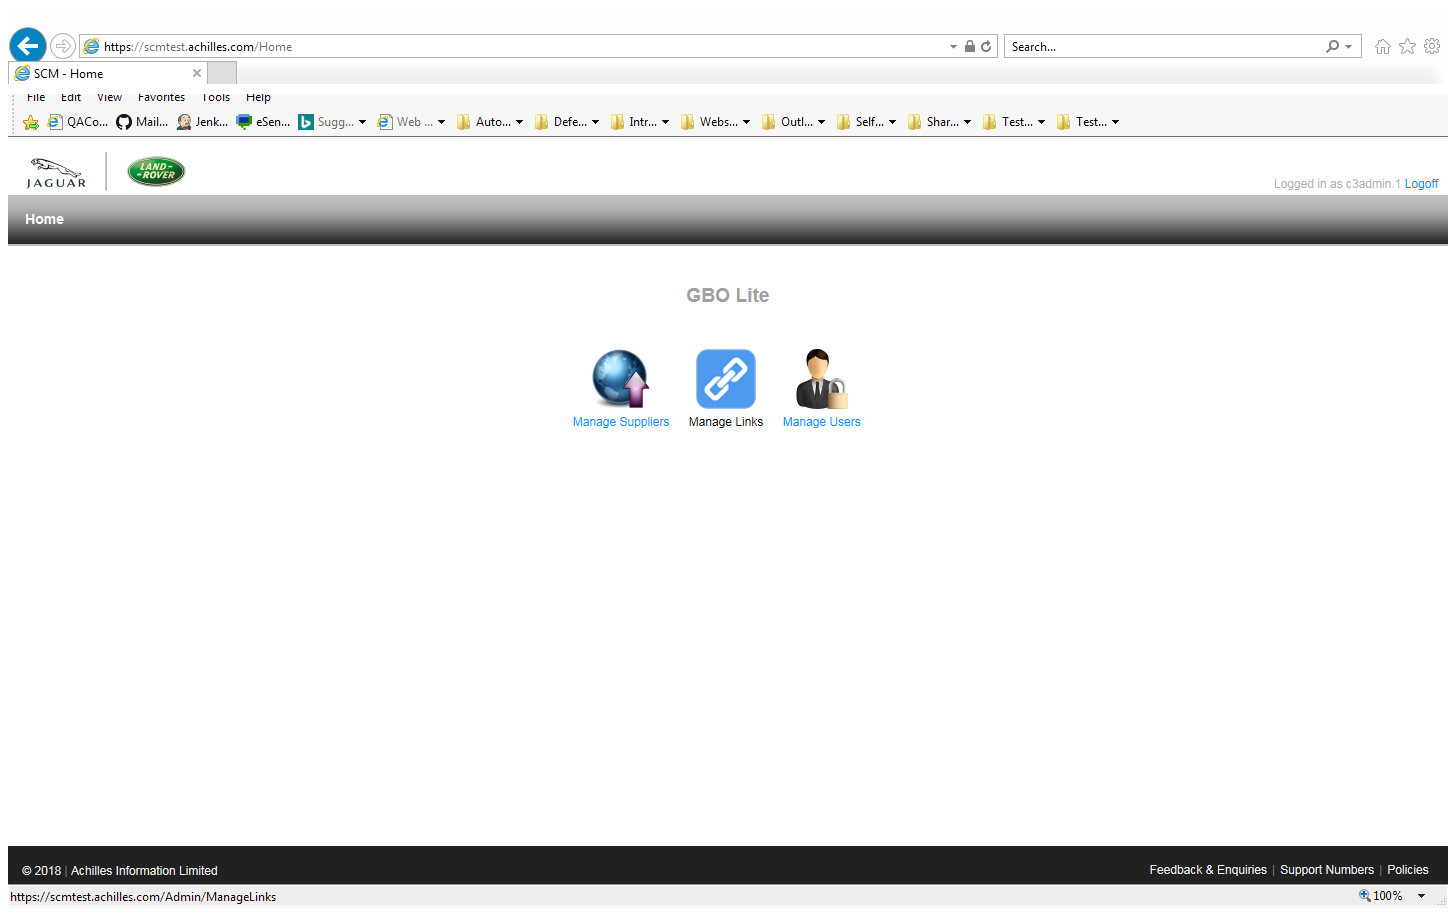 https://scmtest.achilles.com/Home
Search...
SCM - Home
File Edit View Favorites Tools Help
QACo... Mail... Jenk... eSen... Sugg... Web ... Auto... Defe... Intr... Webs... Outl... Self... Shar... Test... Test...
JAGUAR
LAND-
-ROVER
Logged in as c3admin.1 Logoff
Home
GBO Lite
Manage Suppliers Manage Links Manage Users
© 2018 | Achilles Information Limited
Feedback & Enquiries | Support Numbers | Policies
https://scmtest.achilles.com/Admin/ManageLinks
100%